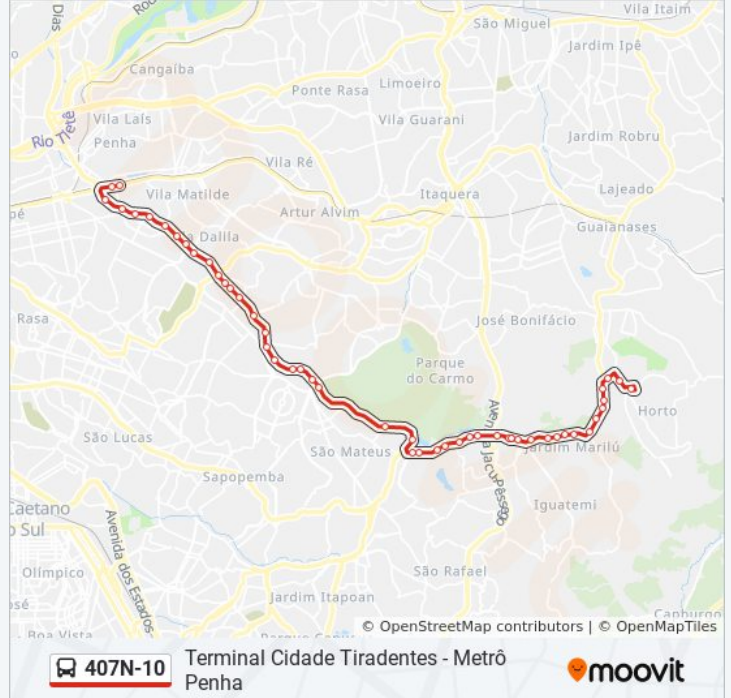 Vila Itaim
São Miguel
Dias
Jardim Ipê
Cangaíba
Ponte Rasa
Limoeiro
Vila Laís
Vila Guarani
Rio Tietê
Penha
Jardim Robru
Vila Ré
Vila Matilde
Itaquera
Lajeado
Artur Alvim
Guaianases
Dalila
Rasa
José Bonifácio
Parque
do Carmo
Horto
São Lucas
São Mateus
Avenida Jacu-Pêssego
Jardim Marilú
Sapopemba
Caetano
o Sul
Iguatemi
Avenida dos Estados
Olímpico
São Rafael
Jardim Itapoan
© OpenStreetMap contributors | © OpenMapTiles
Boa Vista
407N-10
Terminal Cidade Tiradentes - Metrô
Penha
moovit